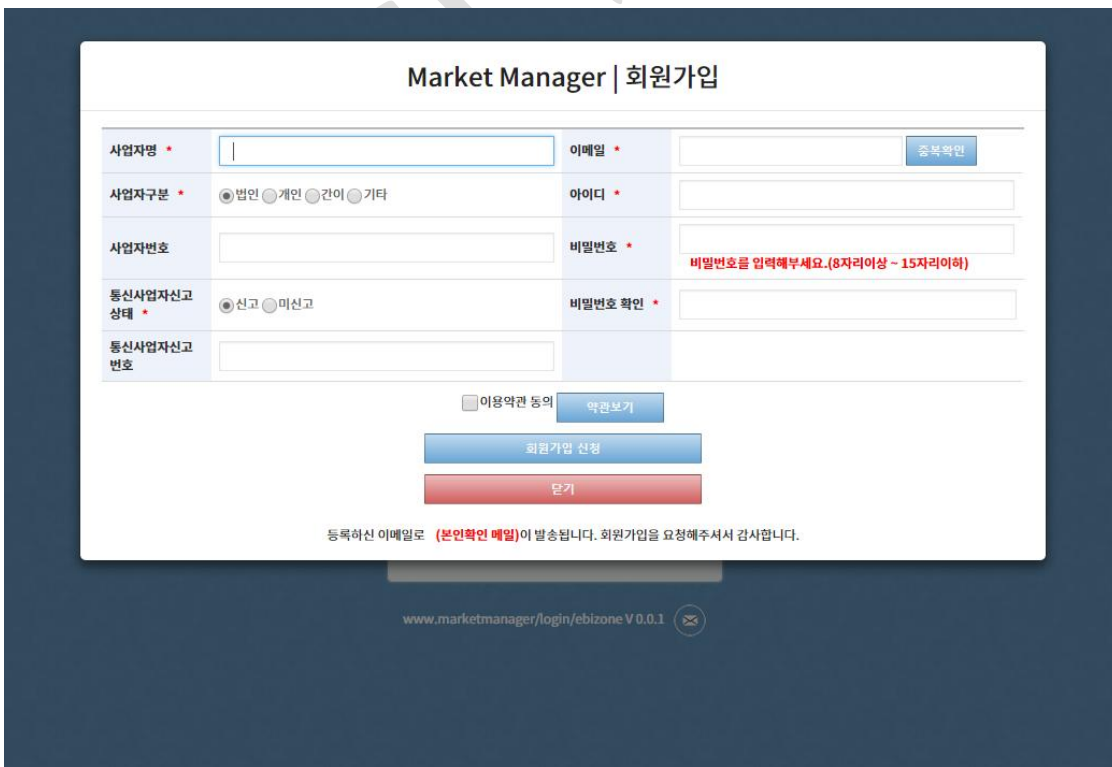 Market Manager | 회원가입
사업자명 *
이메일 *
중복확인
사업자구분 *
법인 개인 간이 기타
아이디 *
사업자번호
비밀번호 *
비밀번호를 입력해부세요.(8자리이상 ~ 15자리이하)
통신사업자신고
상태 *
신고 미신고
비밀번호 확인 *
통신사업자신고
번호
이용약관 동의
약관보기
회원가입 신청
닫기
등록하신 이메일로 (본인확인 메일)이 발송됩니다. 회원가입을 요청해주셔서 감사합니다.
www.marketmanager/login/ebizone V 0.0.1